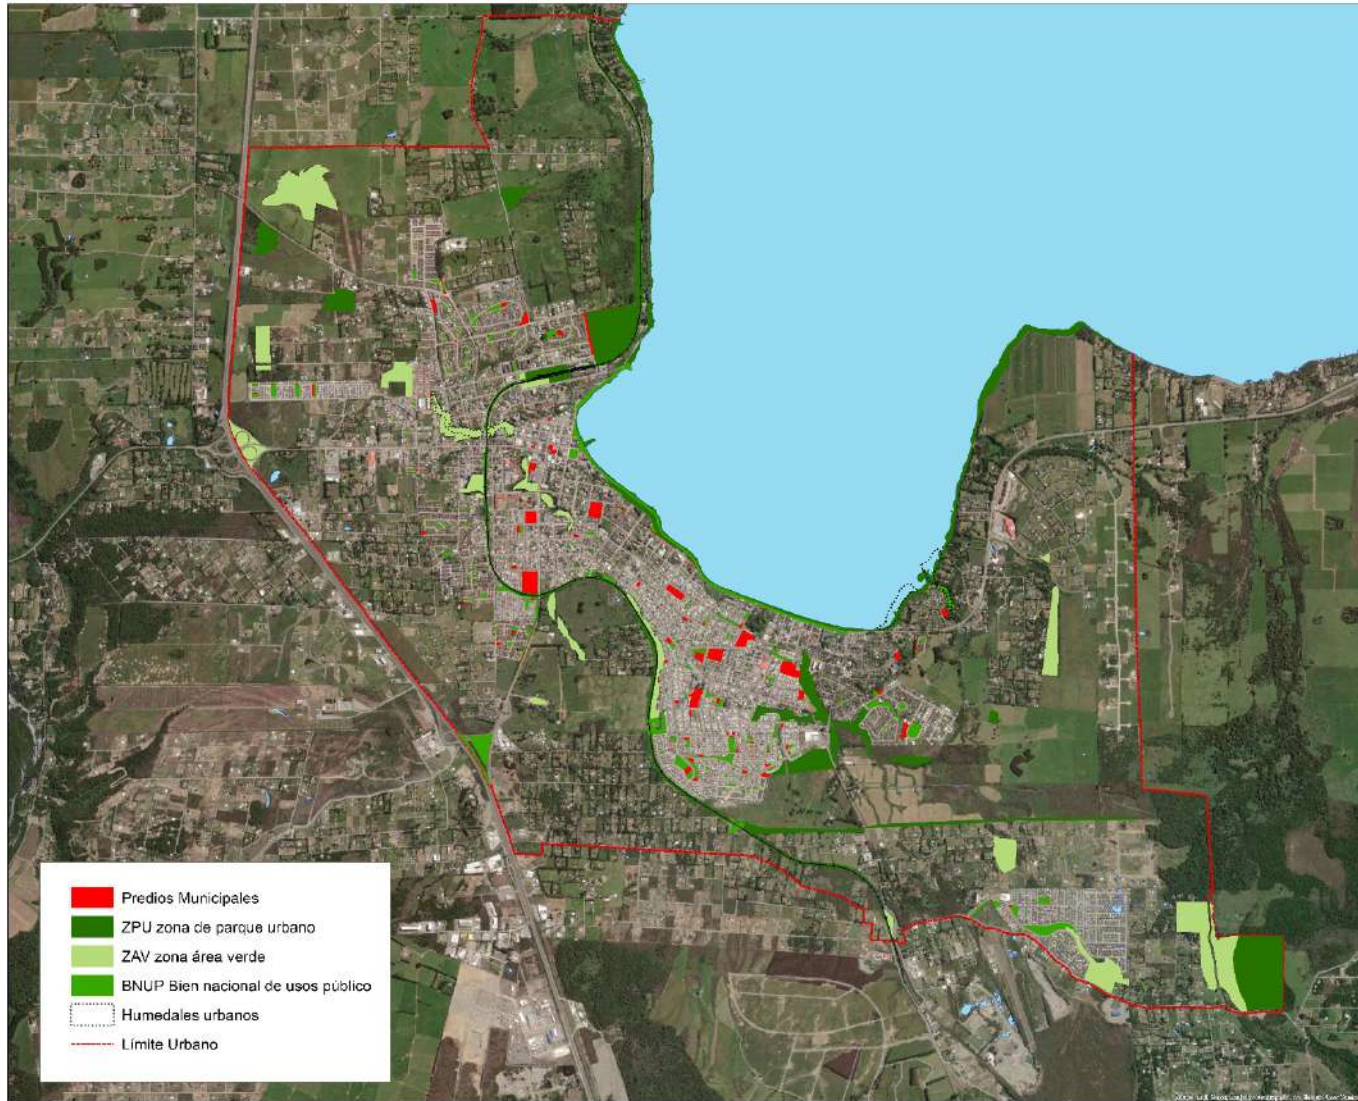 Predios Municipales
ZPU zona de parque urbano
ZAV zona área verde
BNUP Bien nacional de usos público
Humedales urbanos
Límite Urbano